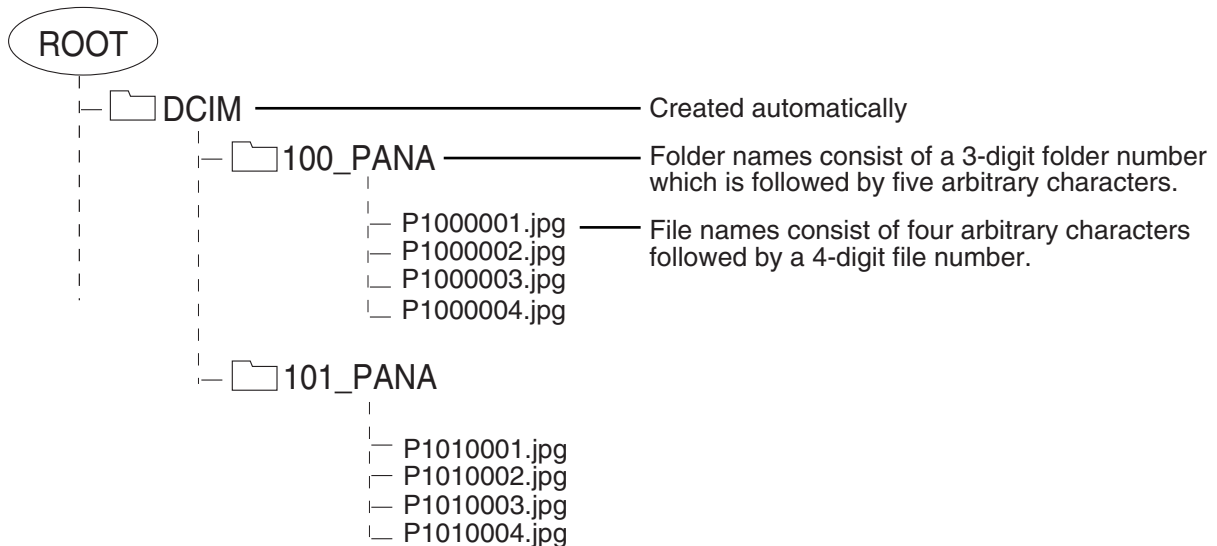 ROOT
DCIM
Created automatically
100_PANA
Folder names consist of a 3-digit folder number
which is followed by five arbitrary characters.
P1000001.jpg
File names consist of four arbitrary characters
followed by a 4-digit file number.
P1000002.jpg
P1000003.jpg
P1000004.jpg
101_PANA
P1010001.jpg
P1010002.jpg
P1010003.jpg
P1010004.jpg